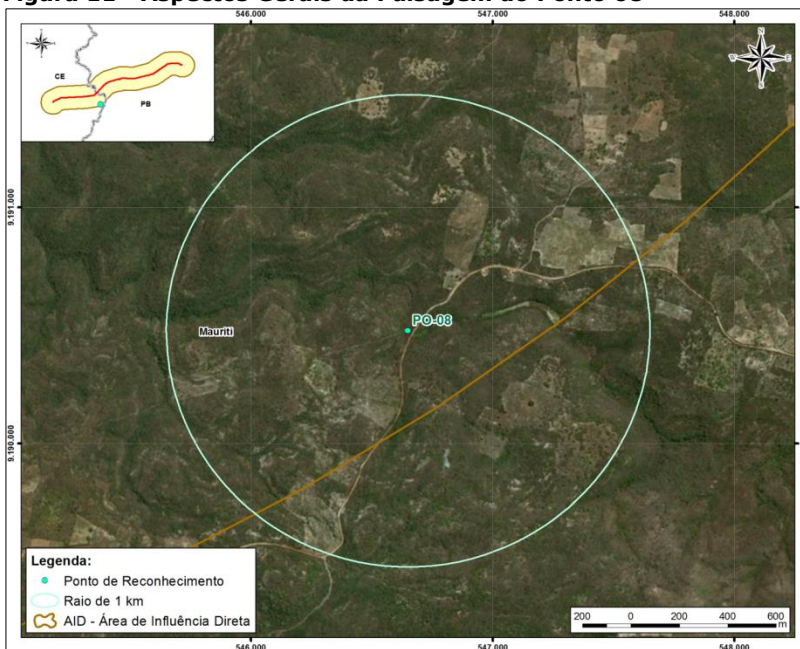 Figura 11 - Aspectos Gerais da Paisagem do Ponto 08
546.000
547.000
548.000
CE
PB
N
W
E
S
9.191.000
PO-08
Mauriti
9.190.000
Legenda:
Ponto de Reconhecimento
Raio de 1 km
AID - Área de Influência Direta
200 0 200 400 600
m
546.000
547.000
548.000